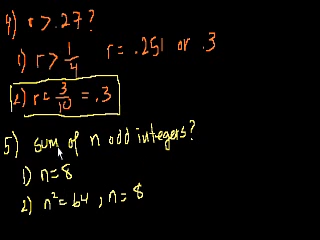 4) r > .27 ?
1) r > 1/4 r = .251 or .3
2) r = 3/10 = .3
5) sum of n odd integers?
1) n = 8
2) n² = 64, n = 8